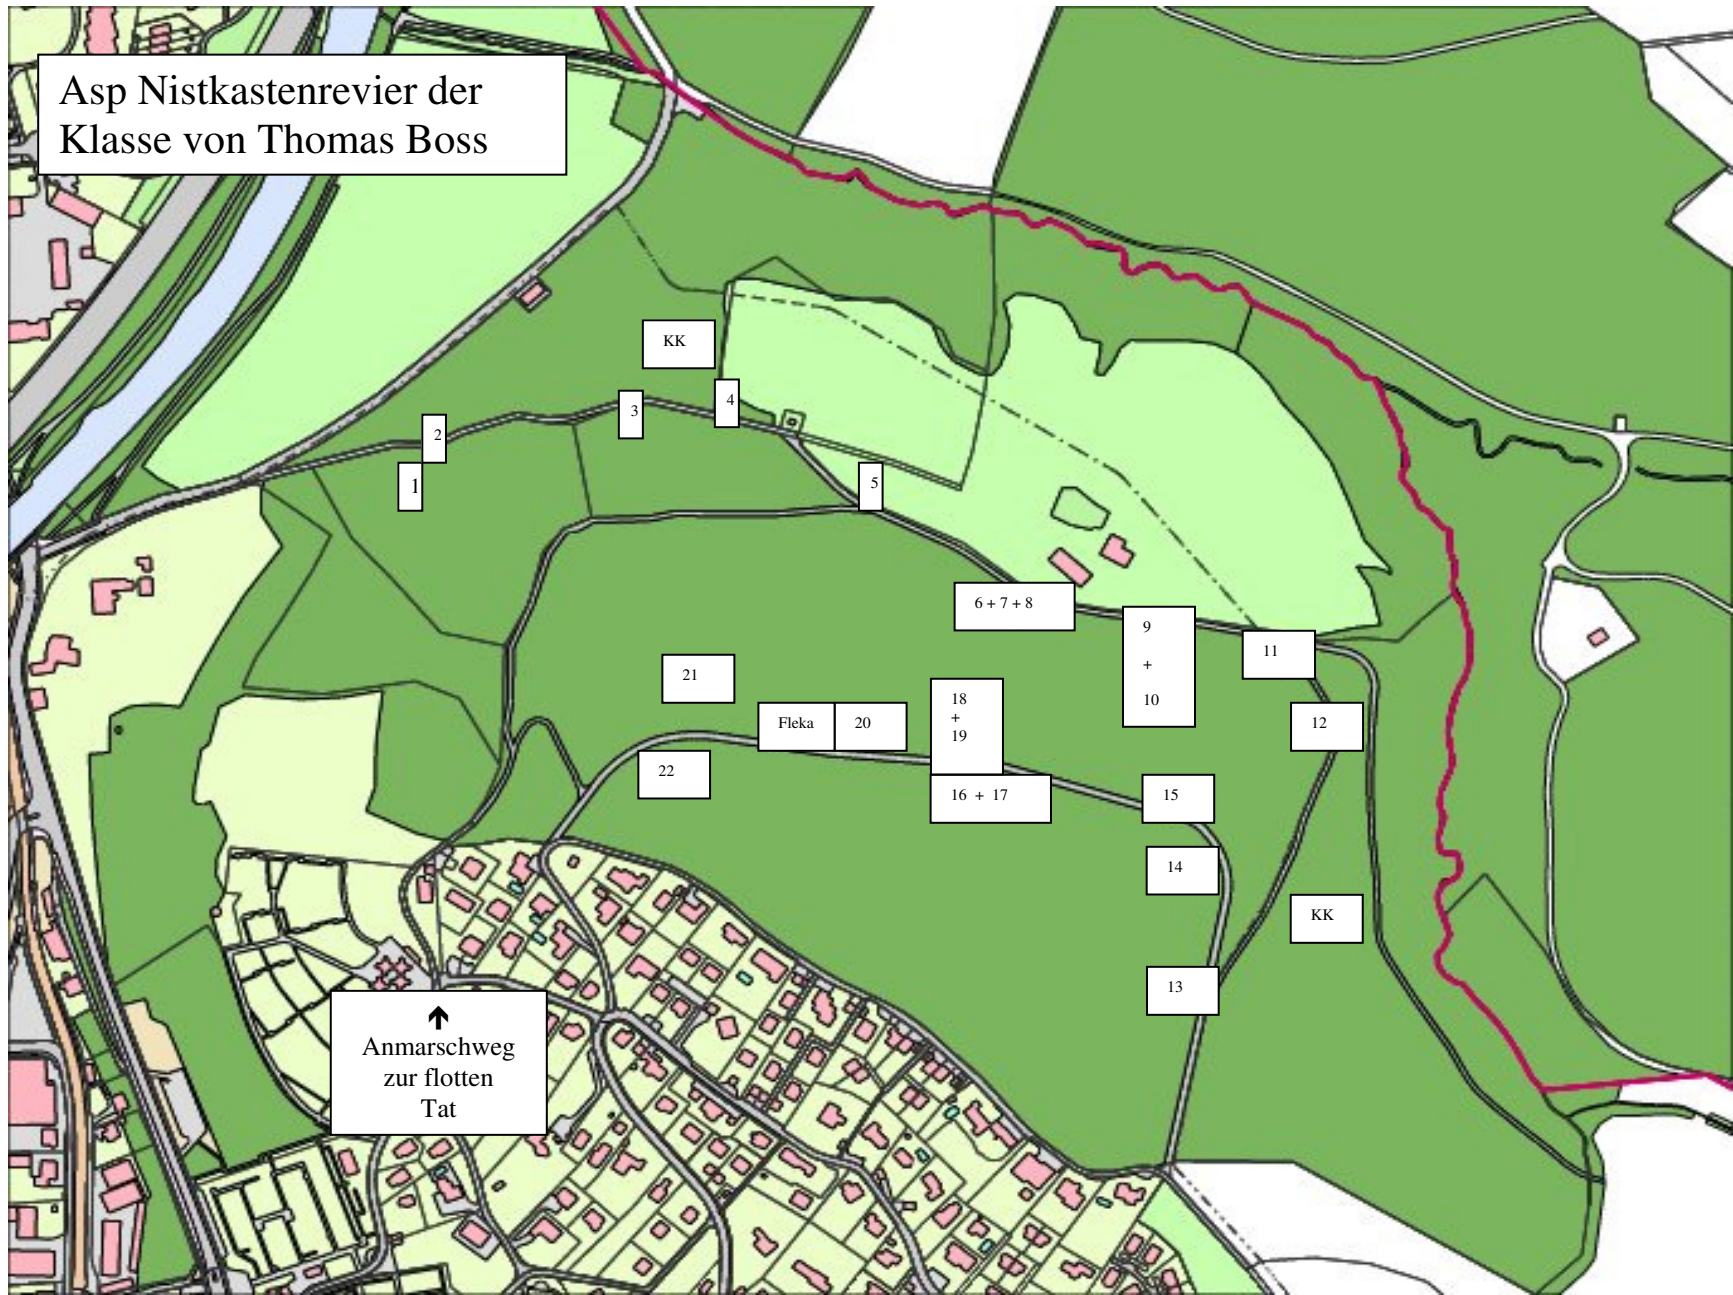 Asp Nistkastenrevier der
Klasse von Thomas Boss
KK
4
3
2
1
5
6 + 7 + 8
9
+
10
11
21
18
+
19
Fleka
20
12
22
16 + 17
15
14
KK
13
↑
Anmarschweg
zur flotten
Tat